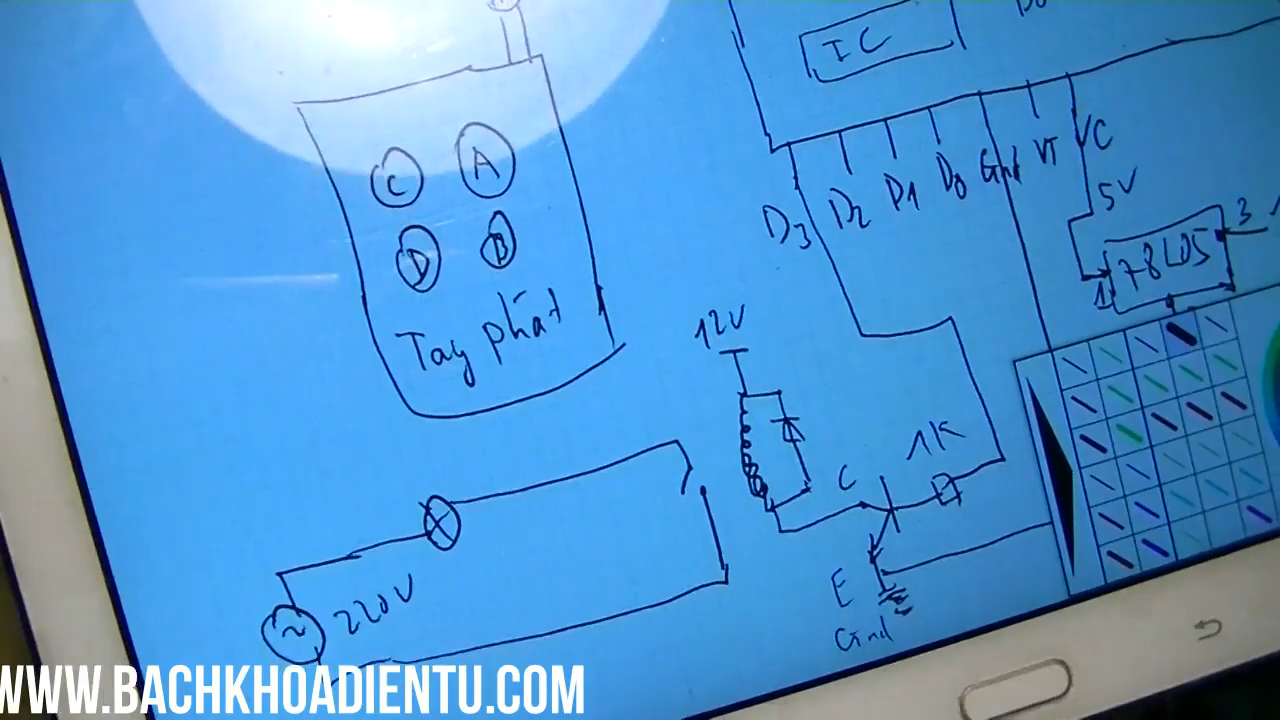 IC
C A
D B
Tay phát
D3 D2 D1 D0 Gnd VT VC
5V
1 78L05 3
12V
C 1K
E
Gnd
220V
WWW.BACHKHOADIENTU.COM